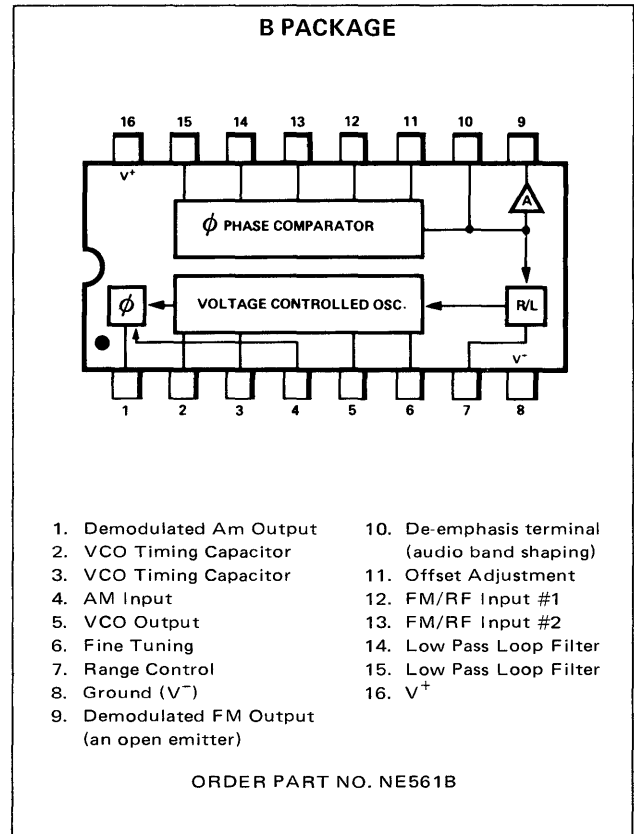 B PACKAGE
16 15 14 13 12 11 10 9
V⁺
A
ϕ PHASE COMPARATOR
ϕ VOLTAGE CONTROLLED OSC. R/L
V⁻
1 2 3 4 5 6 7 8
1. Demodulated Am Output
2. VCO Timing Capacitor
3. VCO Timing Capacitor
4. AM Input
5. VCO Output
6. Fine Tuning
7. Range Control
8. Ground (V⁻)
9. Demodulated FM Output
(an open emitter)
10. De-emphasis terminal
(audio band shaping)
11. Offset Adjustment
12. FM/RF Input #1
13. FM/RF Input #2
14. Low Pass Loop Filter
15. Low Pass Loop Filter
16. V⁺
ORDER PART NO. NE561B